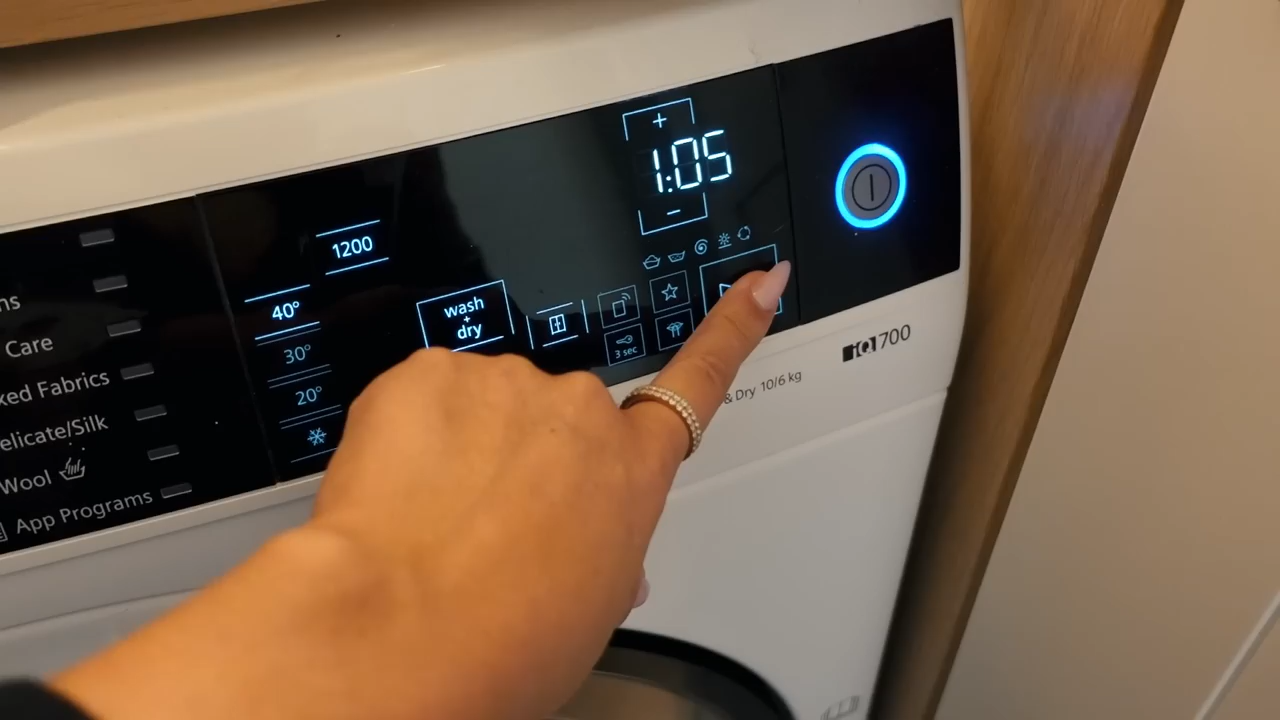 ns
Care
xed Fabrics
elicate/Silk
Wool
App Programs
1200
40°
30°
20°
wash
+
dry
+
1:05
−
3 sec
iQ700
& Dry 10/6 kg